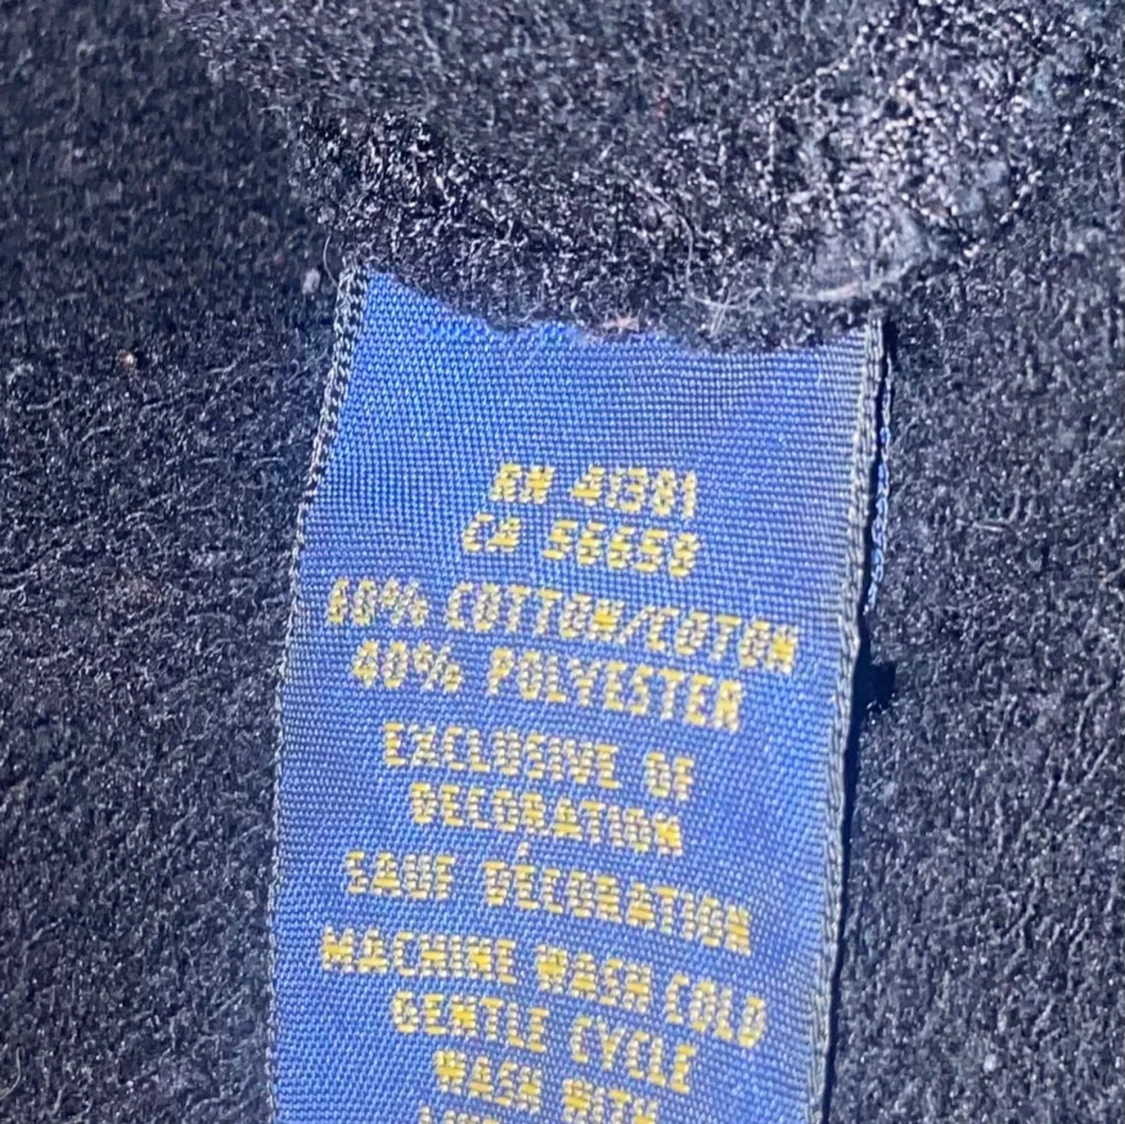 RN 41381
CA 56658
60% COTTON/COTON
40% POLYESTER
EXCLUSIVE OF
DECORATION
SAUF DÉCORATION
MACHINE WASH COLD
GENTLE CYCLE
WASH WITH